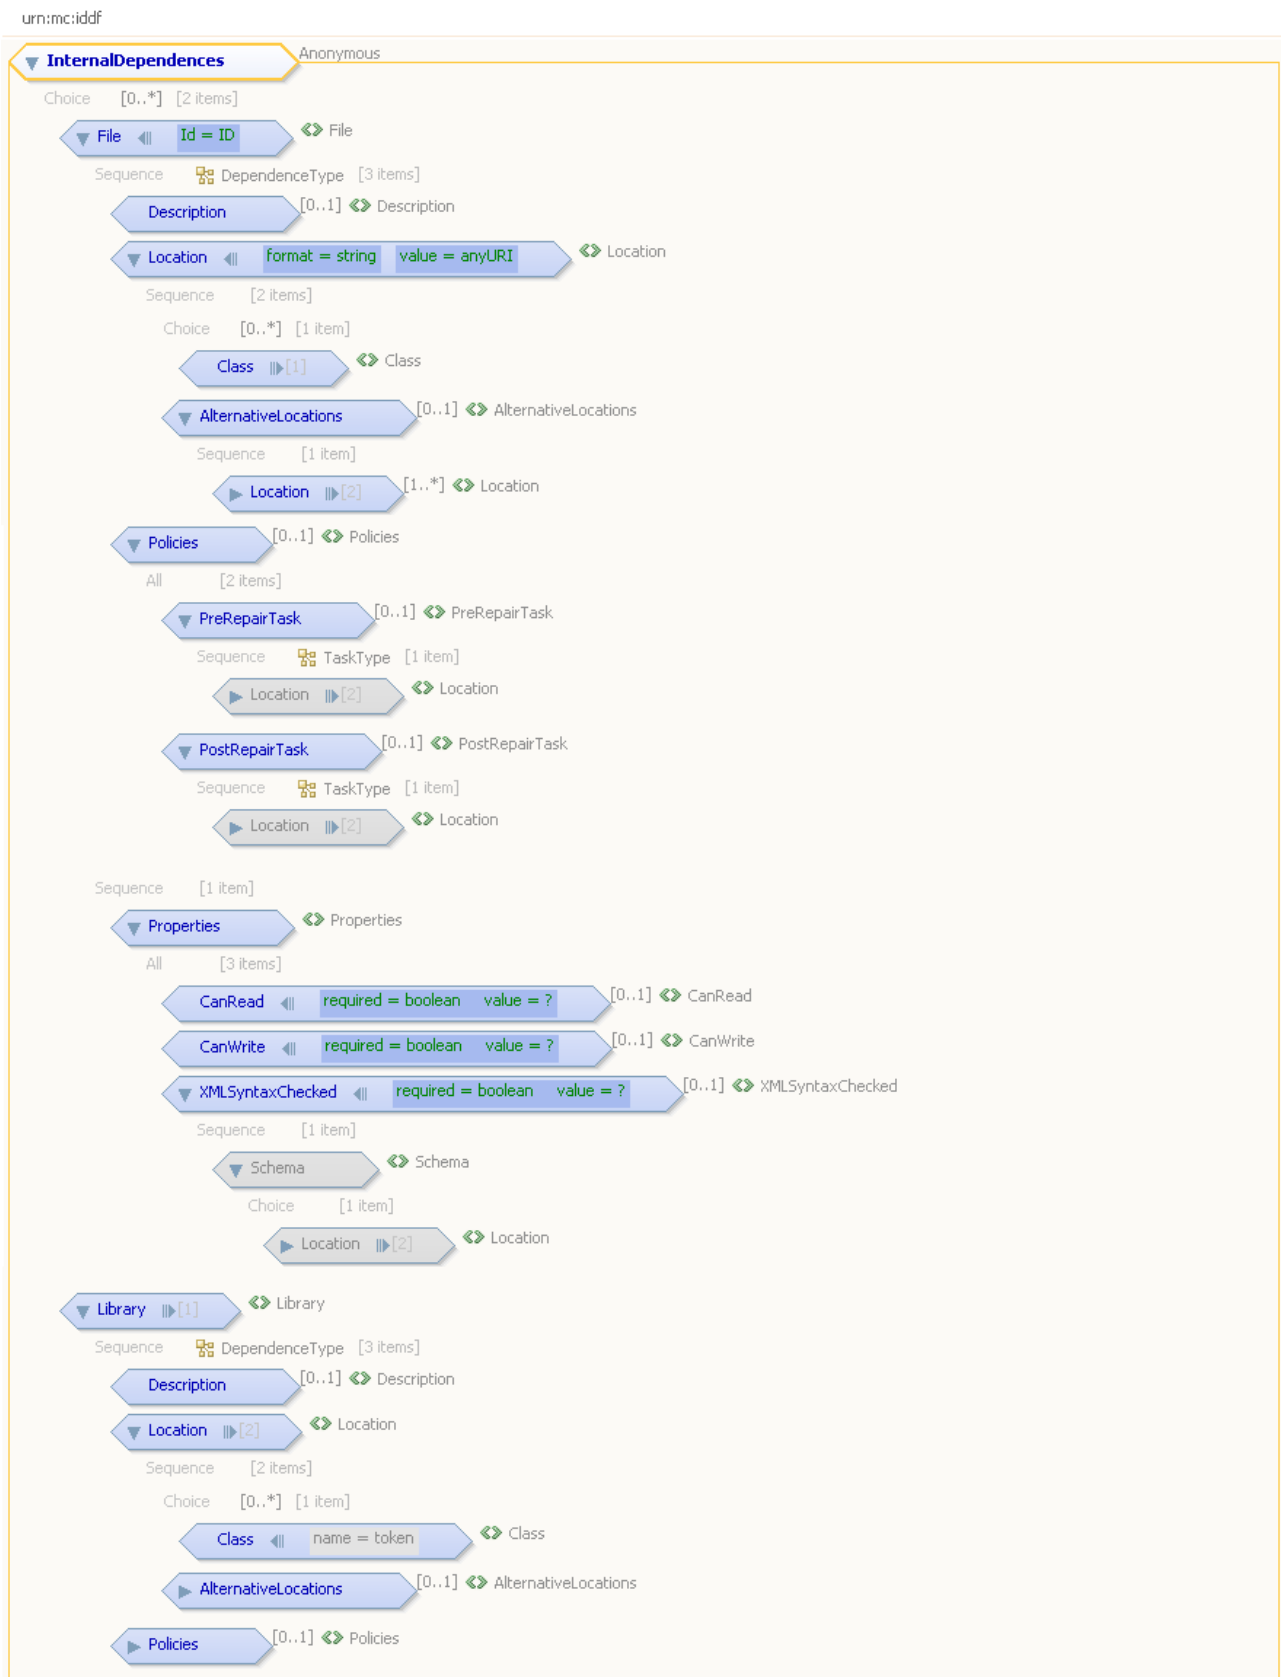 urn:mc:iddf
InternalDependences Anonymous
Choice [0..*] [2 items]
File Id = ID File
Sequence DependenceType [3 items]
Description [0..1] Description
Location format = string value = anyURI Location
Sequence [2 items]
Choice [0..*] [1 item]
Class [1] Class
AlternativeLocations [0..1] AlternativeLocations
Sequence [1 item]
Location [2] [1..*] Location
Policies [0..1] Policies
All [2 items]
PreRepairTask [0..1] PreRepairTask
Sequence TaskType [1 item]
Location [2] Location
PostRepairTask [0..1] PostRepairTask
Sequence TaskType [1 item]
Location [2] Location
Sequence [1 item]
Properties Properties
All [3 items]
CanRead required = boolean value = ? [0..1] CanRead
CanWrite required = boolean value = ? [0..1] CanWrite
XMLSyntaxChecked required = boolean value = ? [0..1] XMLSyntaxChecked
Sequence [1 item]
Schema Schema
Choice [1 item]
Location [2] Location
Library [1] Library
Sequence DependenceType [3 items]
Description [0..1] Description
Location [2] Location
Sequence [2 items]
Choice [0..*] [1 item]
Class name = token Class
AlternativeLocations [0..1] AlternativeLocations
Policies [0..1] Policies